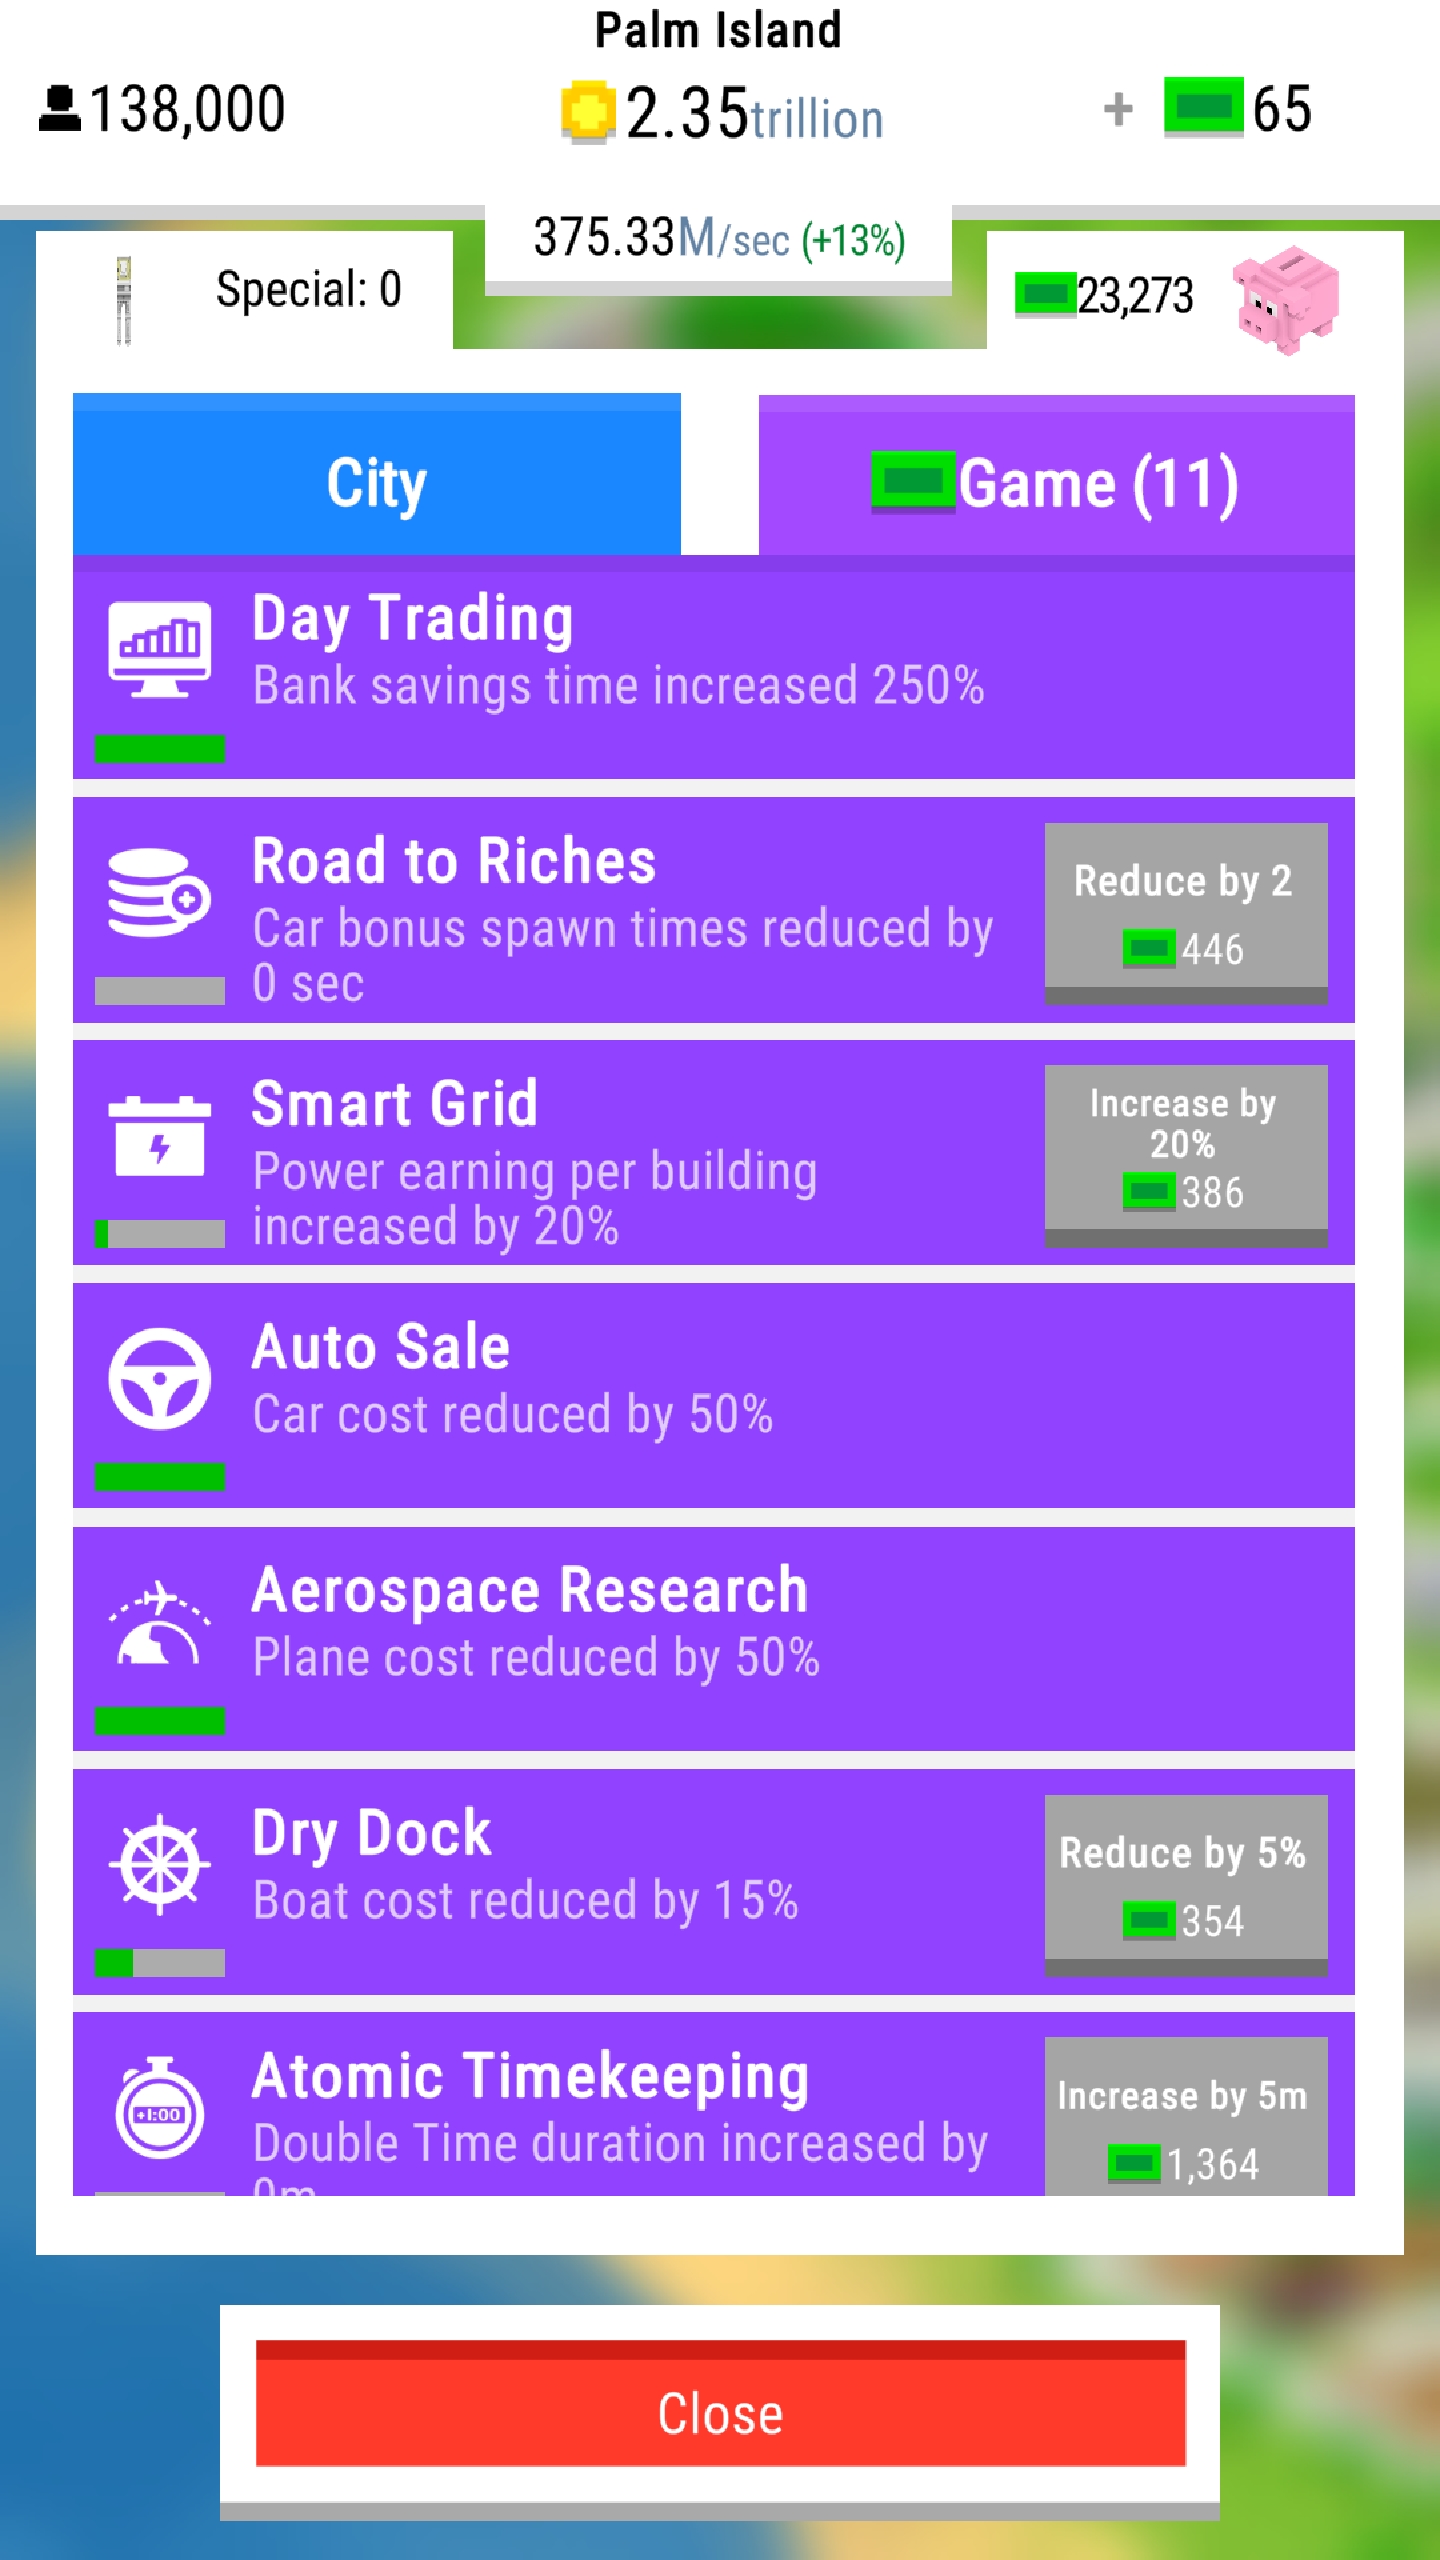 Palm Island
138,000
2.35trillion
+ 65
375.33M/sec (+13%)
Special: 0
23,273
City
Game (11)
Day Trading
Bank savings time increased 250%
Road to Riches
Car bonus spawn times reduced by
0 sec
Reduce by 2
446
Smart Grid
Power earning per building
increased by 20%
Increase by
20%
386
Auto Sale
Car cost reduced by 50%
Aerospace Research
Plane cost reduced by 50%
Dry Dock
Boat cost reduced by 15%
Reduce by 5%
354
+1:00
Atomic Timekeeping
Double Time duration increased by
0m
Increase by 5m
1,364
Close